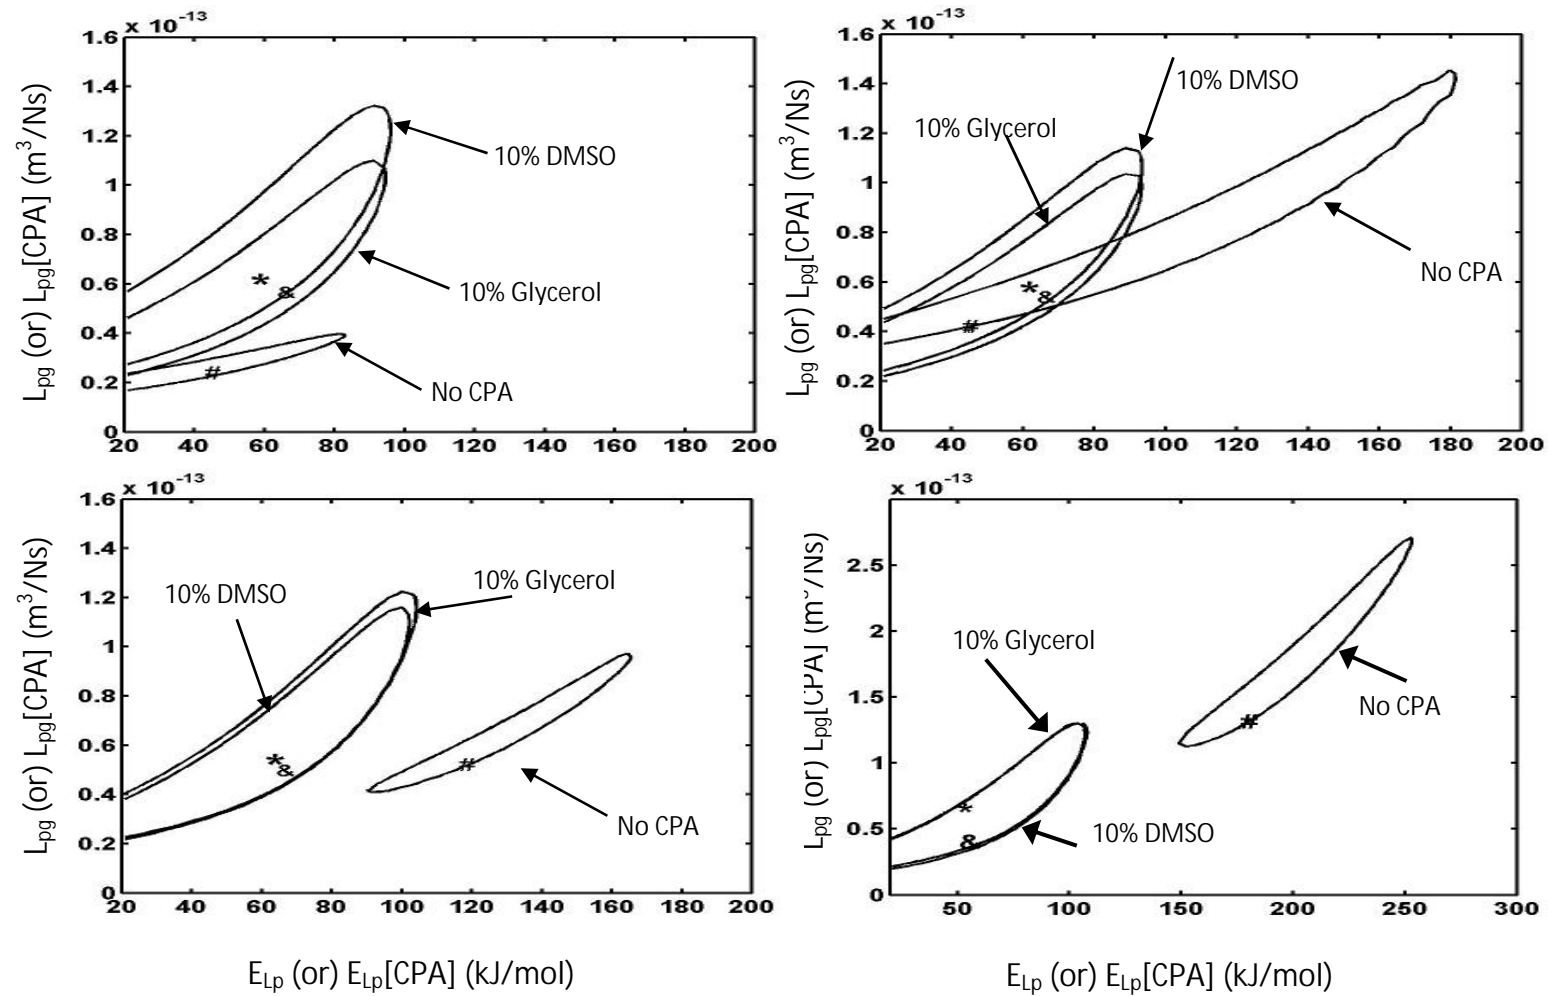 x 10⁻¹³
1.6
1.4
1.2
1
0.8
0.6
0.4
0.2
0
20 40 60 80 100 120 140 160 180 200
L_pg (or) L_pg[CPA] (m³/Ns)
10% DMSO
10% Glycerol
No CPA
*
&
#
x 10⁻¹³
1.6
1.4
1.2
1
0.8
0.6
0.4
0.2
0
20 40 60 80 100 120 140 160 180 200
L_pg (or) L_pg[CPA] (m³/Ns)
10% DMSO
10% Glycerol
No CPA
*
&
#
x 10⁻¹³
1.6
1.4
1.2
1
0.8
0.6
0.4
0.2
0
20 40 60 80 100 120 140 160 180 200
L_pg (or) L_pg[CPA] (m³/Ns)
10% Glycerol
10% DMSO
No CPA
*
&
#
E_Lp (or) E_Lp[CPA] (kJ/mol)
x 10⁻¹³
2.5
2
1.5
1
0.5
0
50 100 150 200 250 300
L_pg (or) L_pg[CPA] (m³/Ns)
10% Glycerol
No CPA
10% DMSO
*
&
#
E_Lp (or) E_Lp[CPA] (kJ/mol)